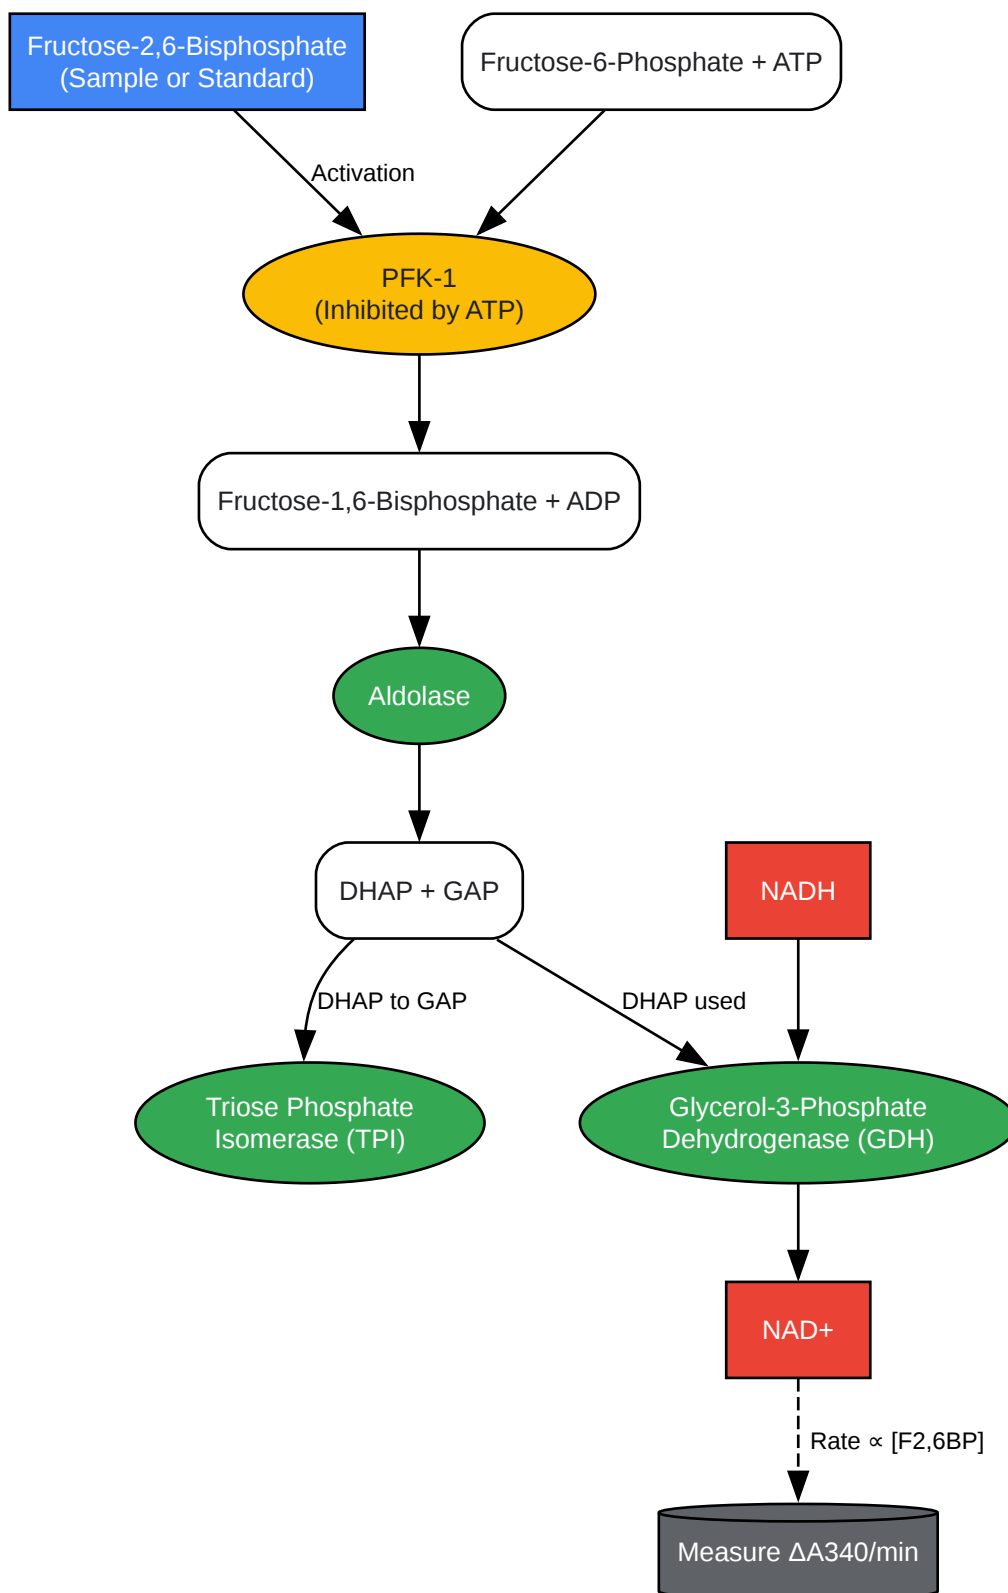 Fructose-2,6-Bisphosphate
(Sample or Standard)
Fructose-6-Phosphate + ATP
Activation
PFK-1
(Inhibited by ATP)
Fructose-1,6-Bisphosphate + ADP
Aldolase
DHAP + GAP
NADH
DHAP to GAP
DHAP used
Triose Phosphate
Isomerase (TPI)
Glycerol-3-Phosphate
Dehydrogenase (GDH)
NAD+
Rate ∝ [F2,6BP]
Measure ΔA340/min